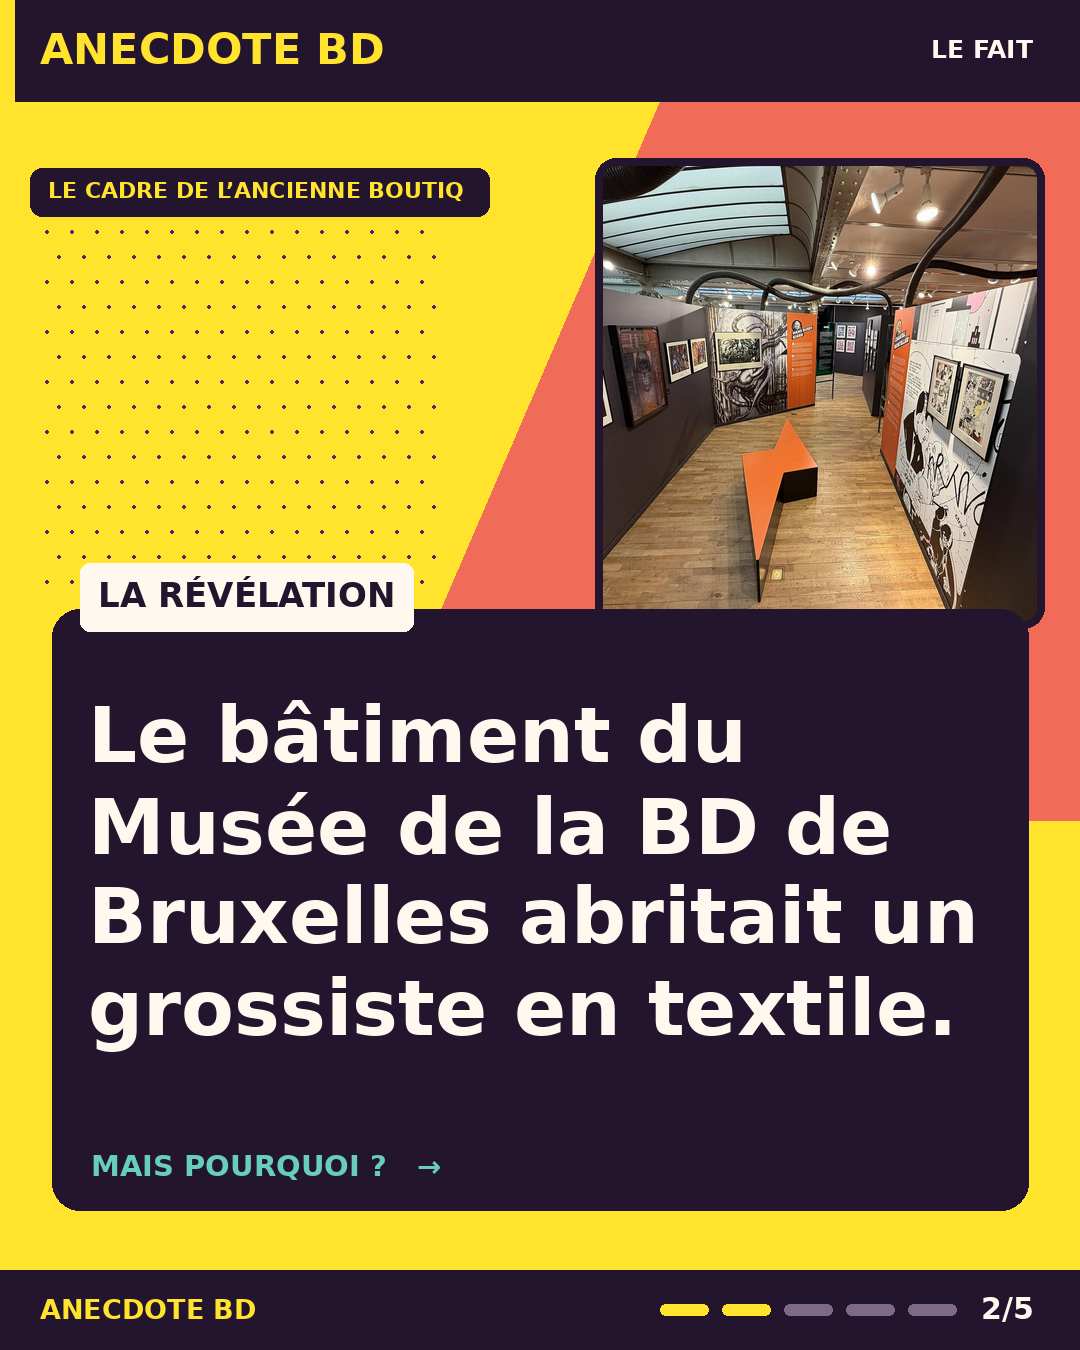 ANECDOTE BD
LE FAIT
LE CADRE DE L’ANCIENNE BOUTIQ
LA RÉVÉLATION
Le bâtiment du
Musée de la BD de
Bruxelles abritait un
grossiste en textile.
MAIS POURQUOI ? →
ANECDOTE BD
2/5